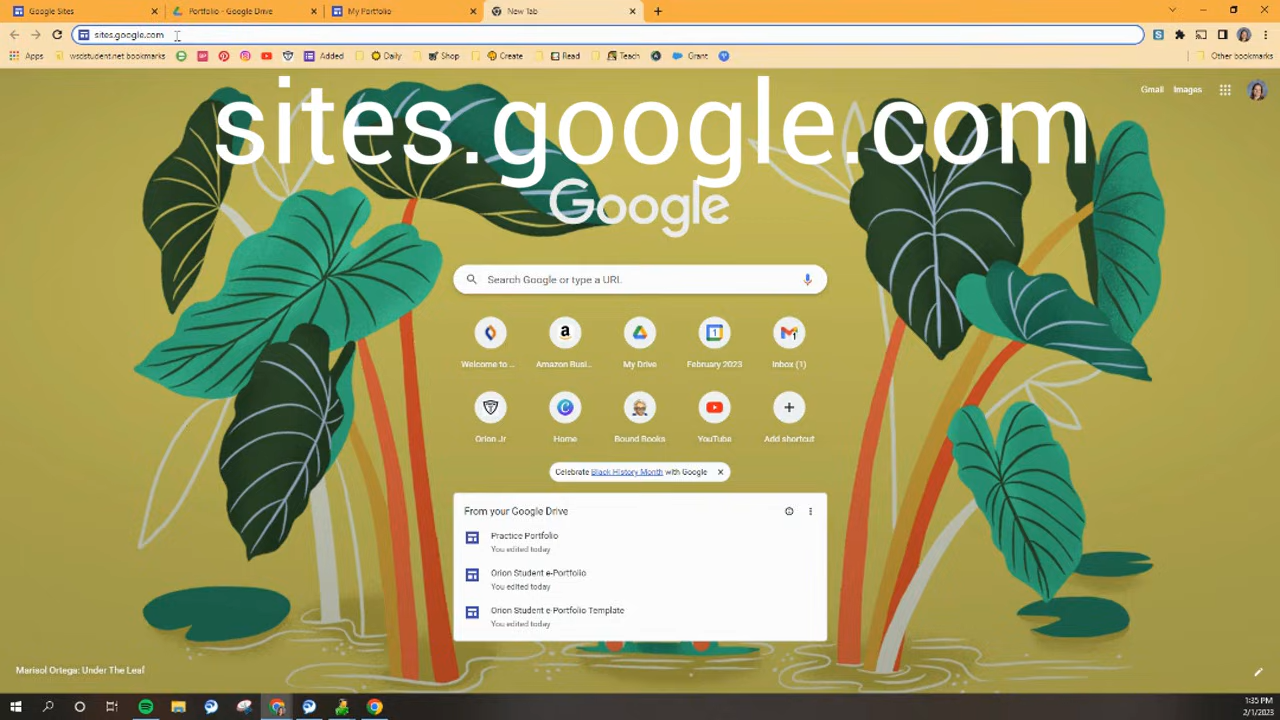 Google Sites
Portfolio - Google Drive
My Portfolio
New Tab
sites.google.com
Apps
wsdstudent.net bookmarks
Added
Daily
Shop
Create
Read
Teach
Grant
Other bookmarks
Gmail
Images
sites.google.com
Google
Search Google or type a URL
Welcome to ...
Amazon Busi...
My Drive
February 2023
Inbox (1)
Orion Jr
Home
Bound Books
YouTube
Add shortcut
Celebrate Black History Month with Google
From your Google Drive
Practice Portfolio
You edited today
Orion Student e-Portfolio
You edited today
Orion Student e-Portfolio Template
You edited today
Marisol Ortega: Under The Leaf
1:35 PM
2/1/2023